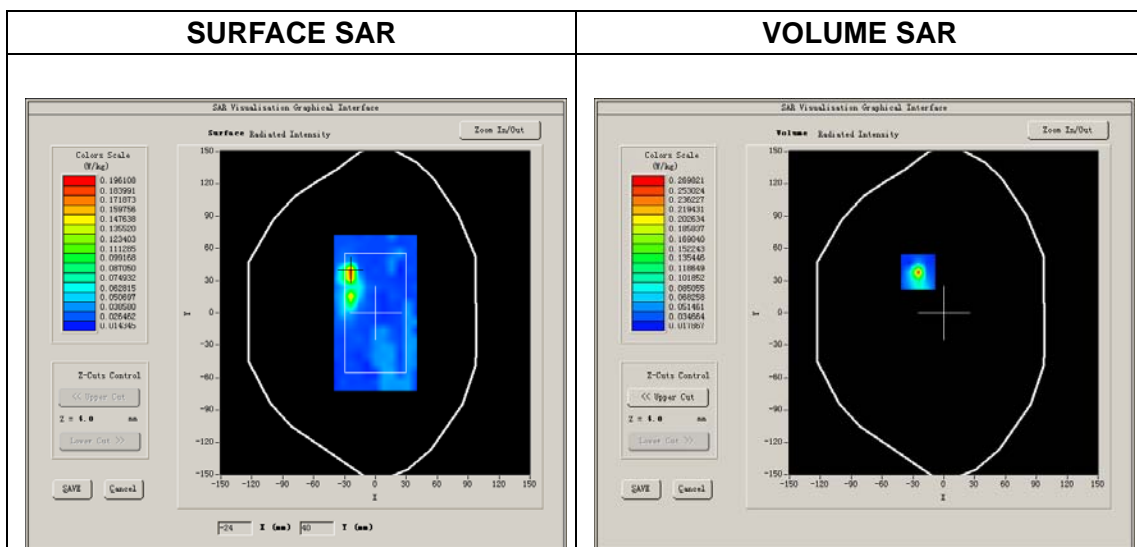 SURFACE SAR
VOLUME SAR
SAR Visualisation Graphical Interface
Surface Radiated Intensity
Zoom In/Out
Colors Scale
(W/kg)
0.196108
0.183991
0.171873
0.159756
0.147638
0.135520
0.123403
0.111285
0.099168
0.087050
0.074932
0.062815
0.050697
0.038580
0.026462
0.014345
Z-Cuts Control
<< Upper Cut
Z = 4.0 mm
Lower Cut >>
SAVE Cancel
150
120
90
60
30
0
-30
-60
-90
-120
-150
Y
-150 -120 -90 -60 -30 0 30 60 90 120 150
X
-24 X (mm) 40 Y (mm)
SAR Visualisation Graphical Interface
Volume Radiated Intensity
Zoom In/Out
Colors Scale
(W/kg)
0.269821
0.253024
0.236227
0.219431
0.202634
0.185837
0.169040
0.152243
0.135446
0.118649
0.101852
0.085055
0.068258
0.051461
0.034664
0.017867
Z-Cuts Control
<< Upper Cut
Z = 4.0 mm
Lower Cut >>
SAVE Cancel
150
120
90
60
30
0
-30
-60
-90
-120
-150
Y
-150 -120 -90 -60 -30 0 30 60 90 120 150
X